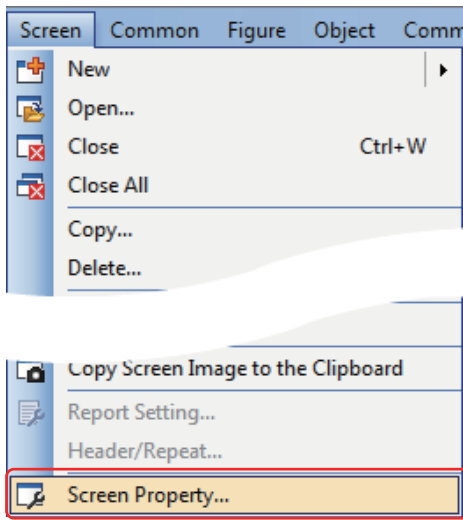 Screen Common Figure Object Comm
New
Open...
Close Ctrl+W
Close All
Copy...
Delete...
Copy Screen Image to the Clipboard
Report Setting...
Header/Repeat...
Screen Property...